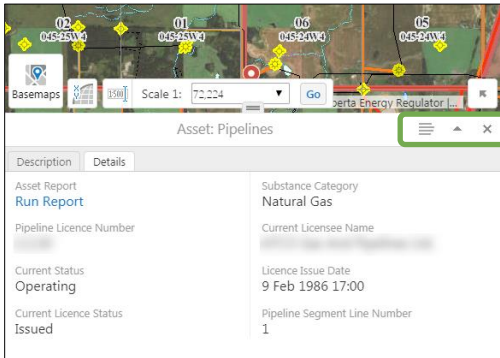 02
045-25W4
01
045-25W4
06
045-24W4
05
045-24W4
Basemaps
1:500
Scale 1:
72,224
Go
berta Energy Regulator |...
Asset: Pipelines
Description
Details
Asset Report
Run Report
Substance Category
Natural Gas
Pipeline Licence Number
Current Licensee Name
Current Status
Operating
Licence Issue Date
9 Feb 1986 17:00
Current Licence Status
Issued
Pipeline Segment Line Number
1